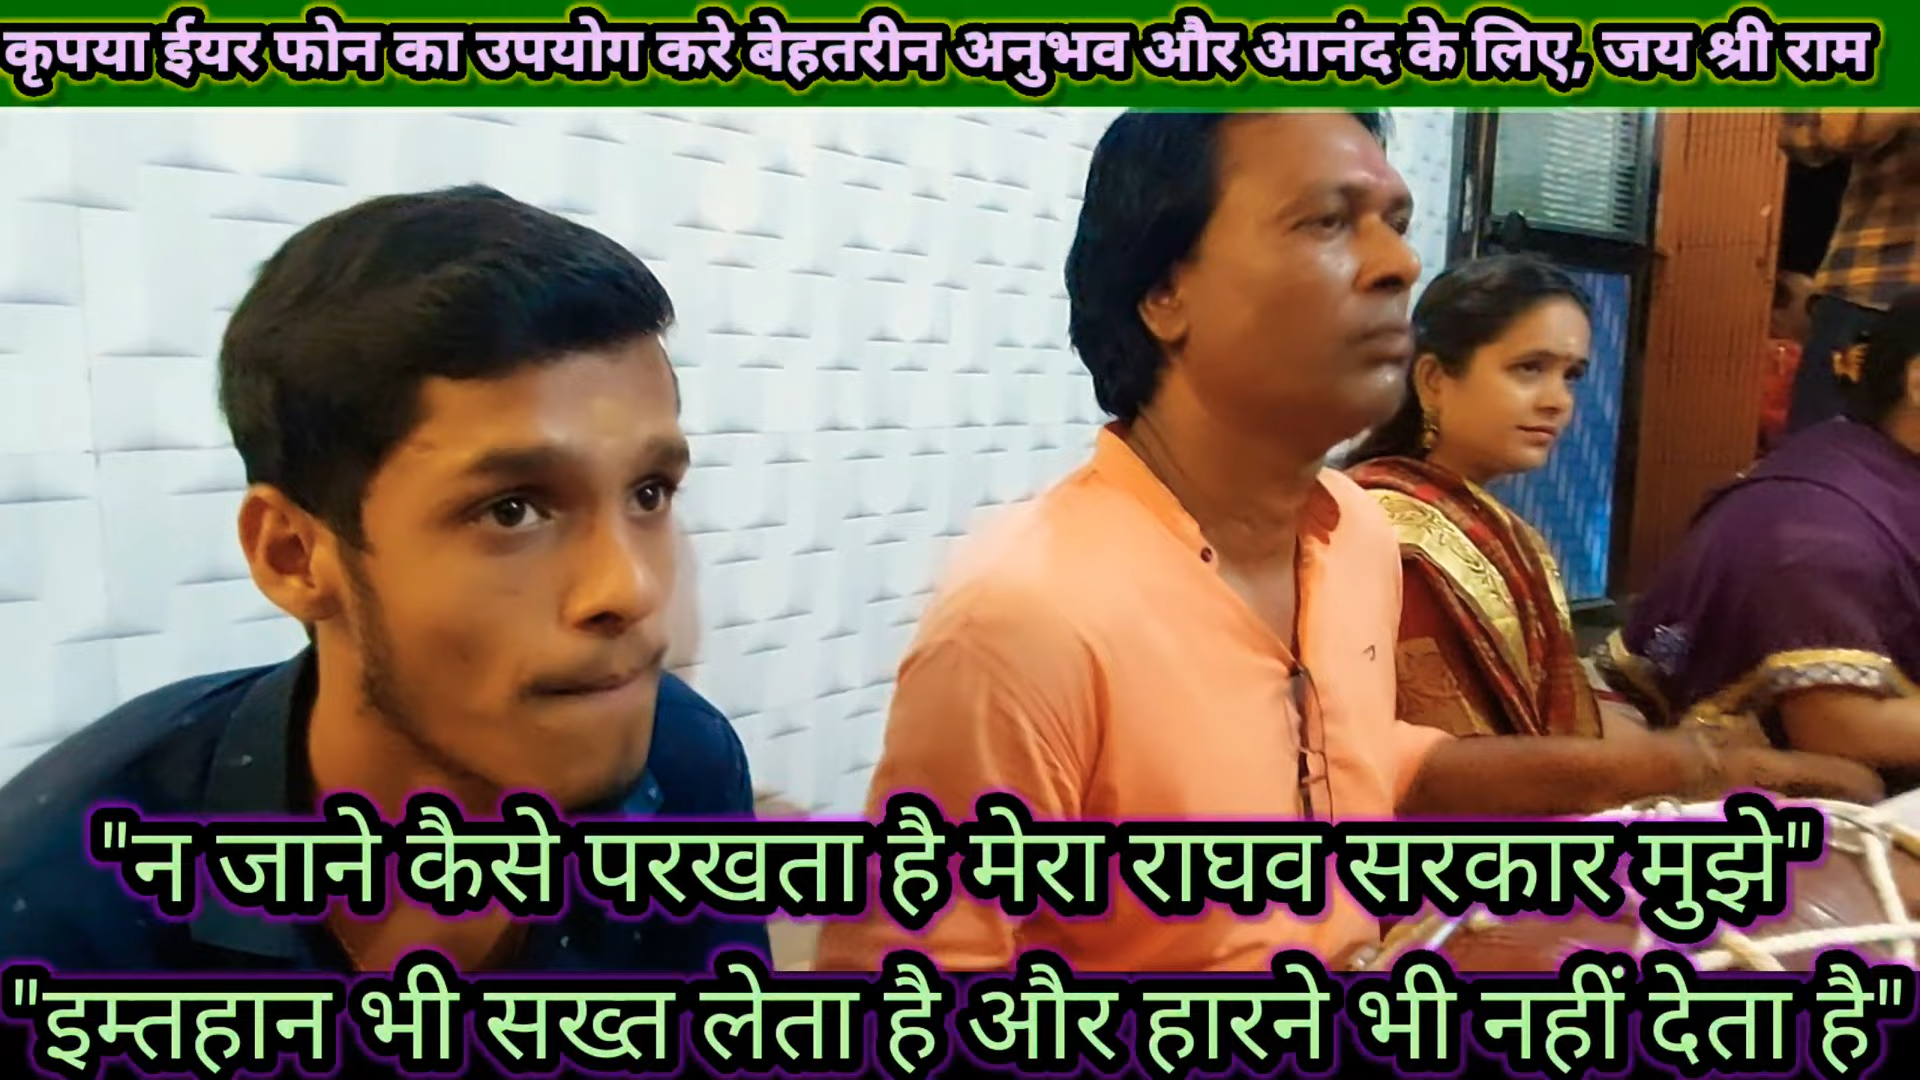 कृपया ईयर फोन का उपयोग करे बेहतरीन अनुभव और आनंद के लिए, जय श्री राम
"न जाने कैसे परखता है मेरा राघव सरकार मुझे"
"इम्तहान भी सख्त लेता है और हारने भी नहीं देता है"